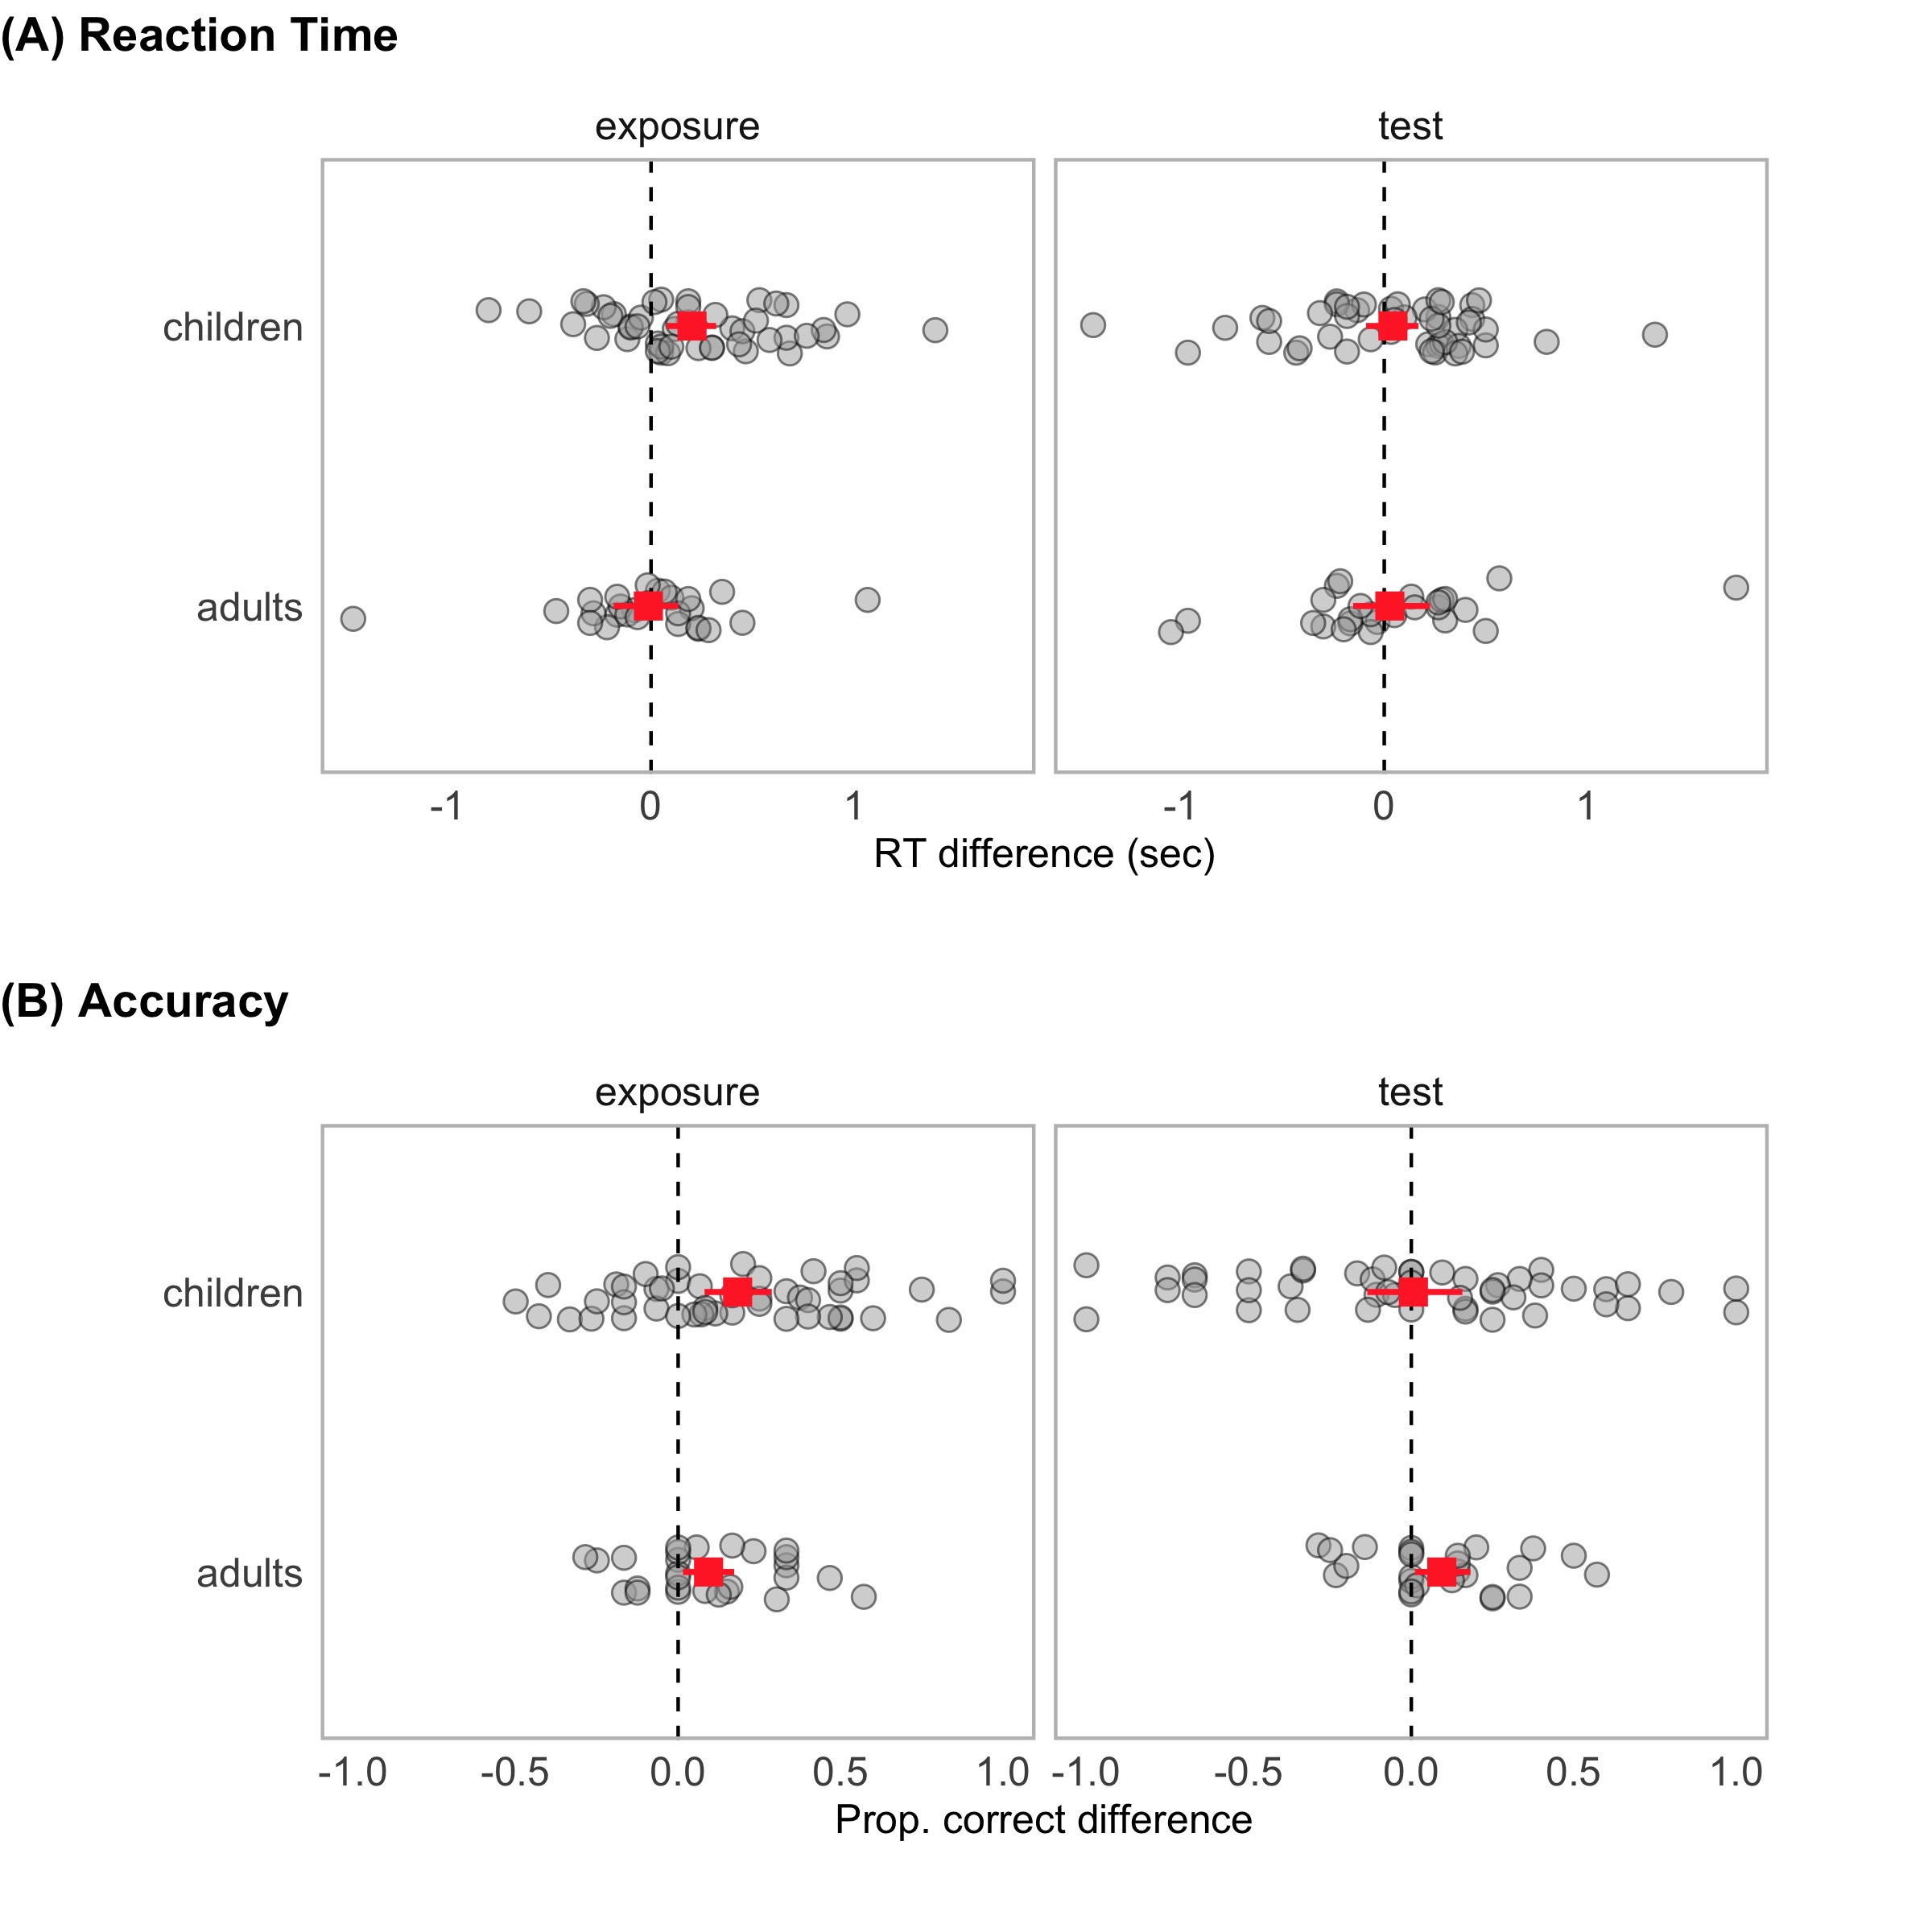 (A) Reaction Time
exposure test
children
adults
-1 0 1 -1 0 1
RT difference (sec)
(B) Accuracy
exposure test
children
adults
-1.0 -0.5 0.0 0.5 1.0 -1.0 -0.5 0.0 0.5 1.0
Prop. correct difference